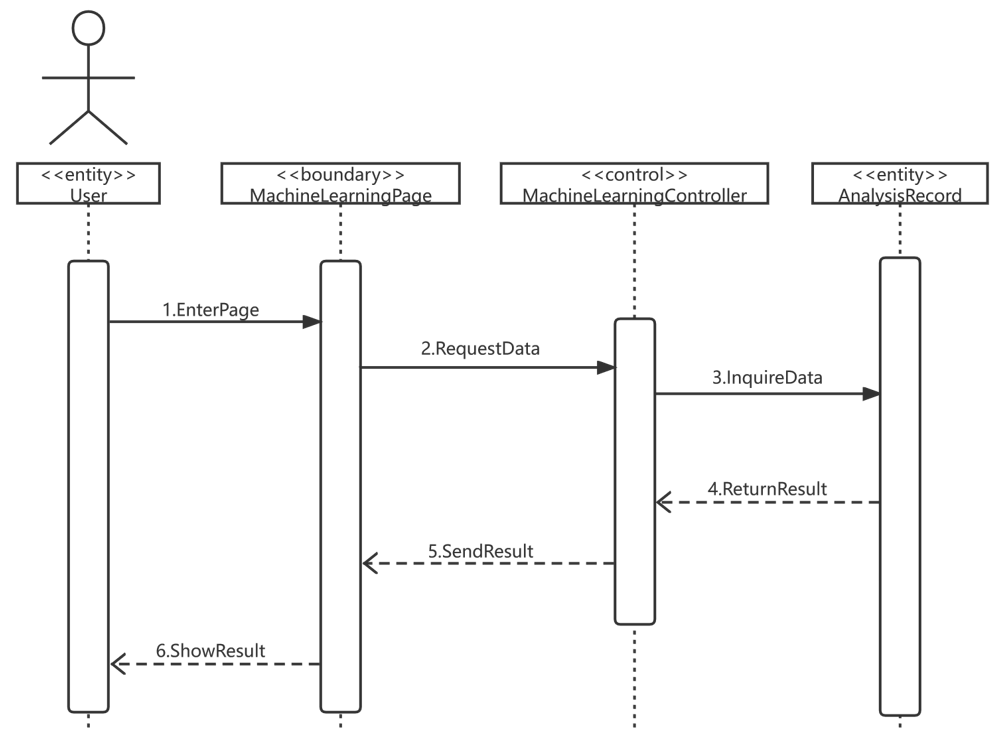 <<entity>>
User
<<boundary>>
MachineLearningPage
<<control>>
MachineLearningController
<<entity>>
AnalysisRecord
1.EnterPage
2.RequestData
3.InquireData
4.ReturnResult
5.SendResult
6.ShowResult